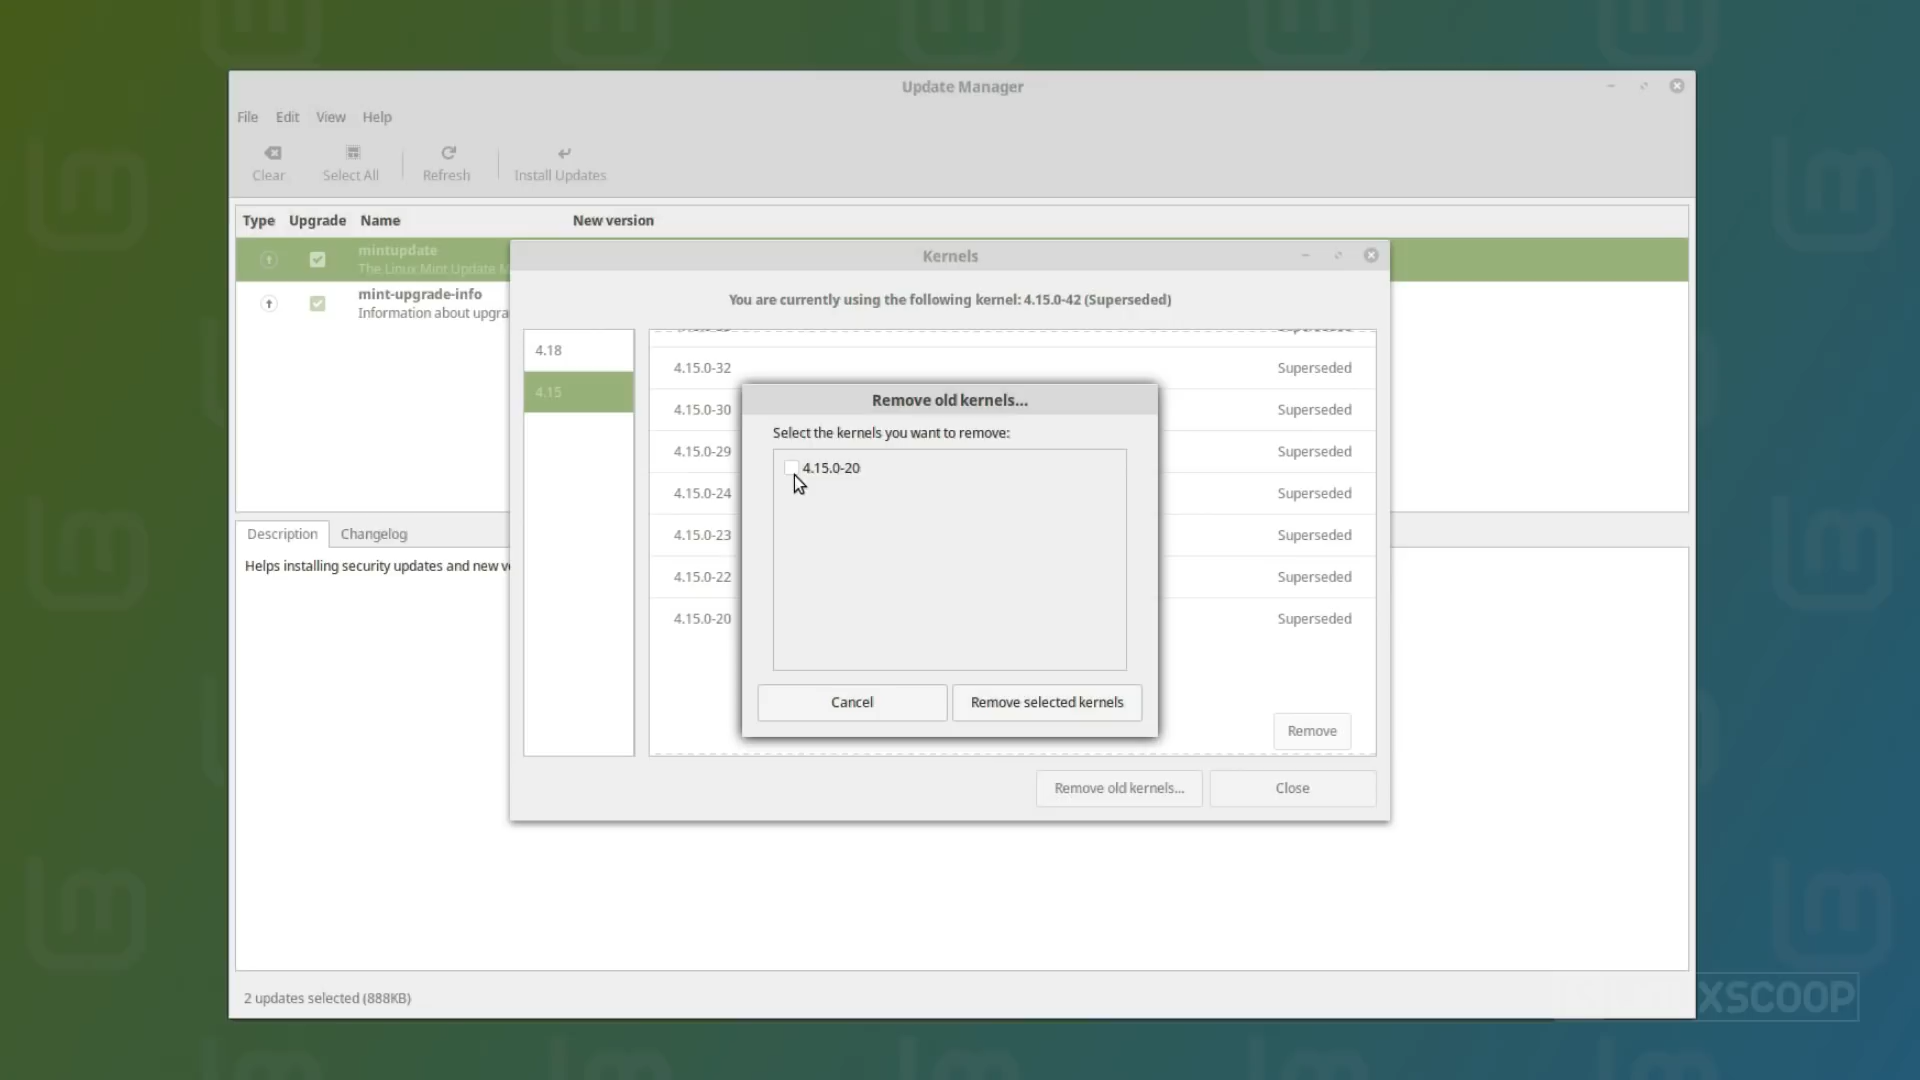 Update Manager
File Edit View Help
Clear Select All Refresh Install Updates
Type Upgrade Name New version
mintupdate
The Linux Mint Update M
mint-upgrade-info
Information about upgra
Kernels
You are currently using the following kernel: 4.15.0-42 (Superseded)
4.18
4.15
Superseded
4.15.0-32 Superseded
4.15.0-30 Superseded
4.15.0-29 Superseded
4.15.0-24 Superseded
4.15.0-23 Superseded
4.15.0-22 Superseded
4.15.0-20 Superseded
Remove
Remove old kernels...
Close
Remove old kernels...
Select the kernels you want to remove:
4.15.0-20
Cancel
Remove selected kernels
Description Changelog
Helps installing security updates and new v
2 updates selected (888KB)
XSCOOP